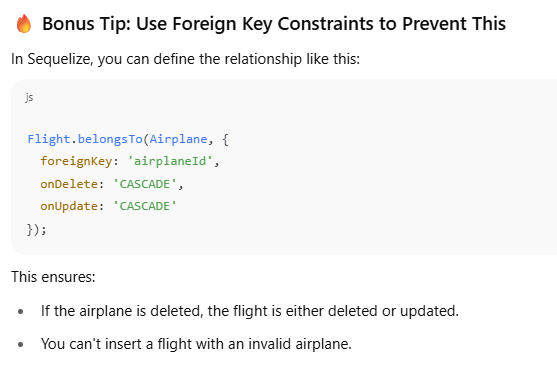 🔥 Bonus Tip: Use Foreign Key Constraints to Prevent This
In Sequelize, you can define the relationship like this:
js
Flight.belongsTo(Airplane, {
  foreignKey: 'airplaneId',
  onDelete: 'CASCADE',
  onUpdate: 'CASCADE'
});
This ensures:
• If the airplane is deleted, the flight is either deleted or updated.
• You can't insert a flight with an invalid airplane.